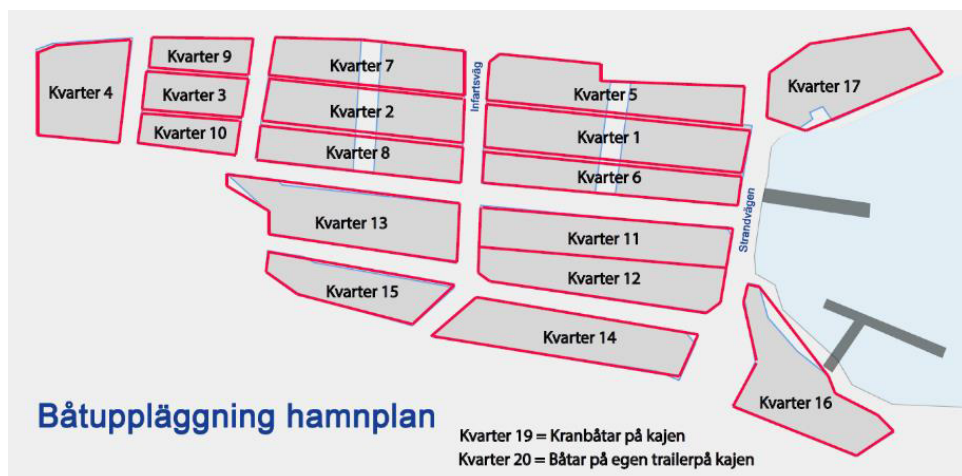 Kvarter 4
Kvarter 9
Kvarter 3
Kvarter 10
Kvarter 7
Kvarter 2
Kvarter 8
Infartsväg
Kvarter 5
Kvarter 1
Kvarter 6
Kvarter 17
Strandvägen
Kvarter 13
Kvarter 11
Kvarter 12
Kvarter 15
Kvarter 14
Kvarter 16
Båtuppläggning hamnplan
Kvarter 19 = Kranbåtar på kajen
Kvarter 20 = Båtar på egen trailerpå kajen